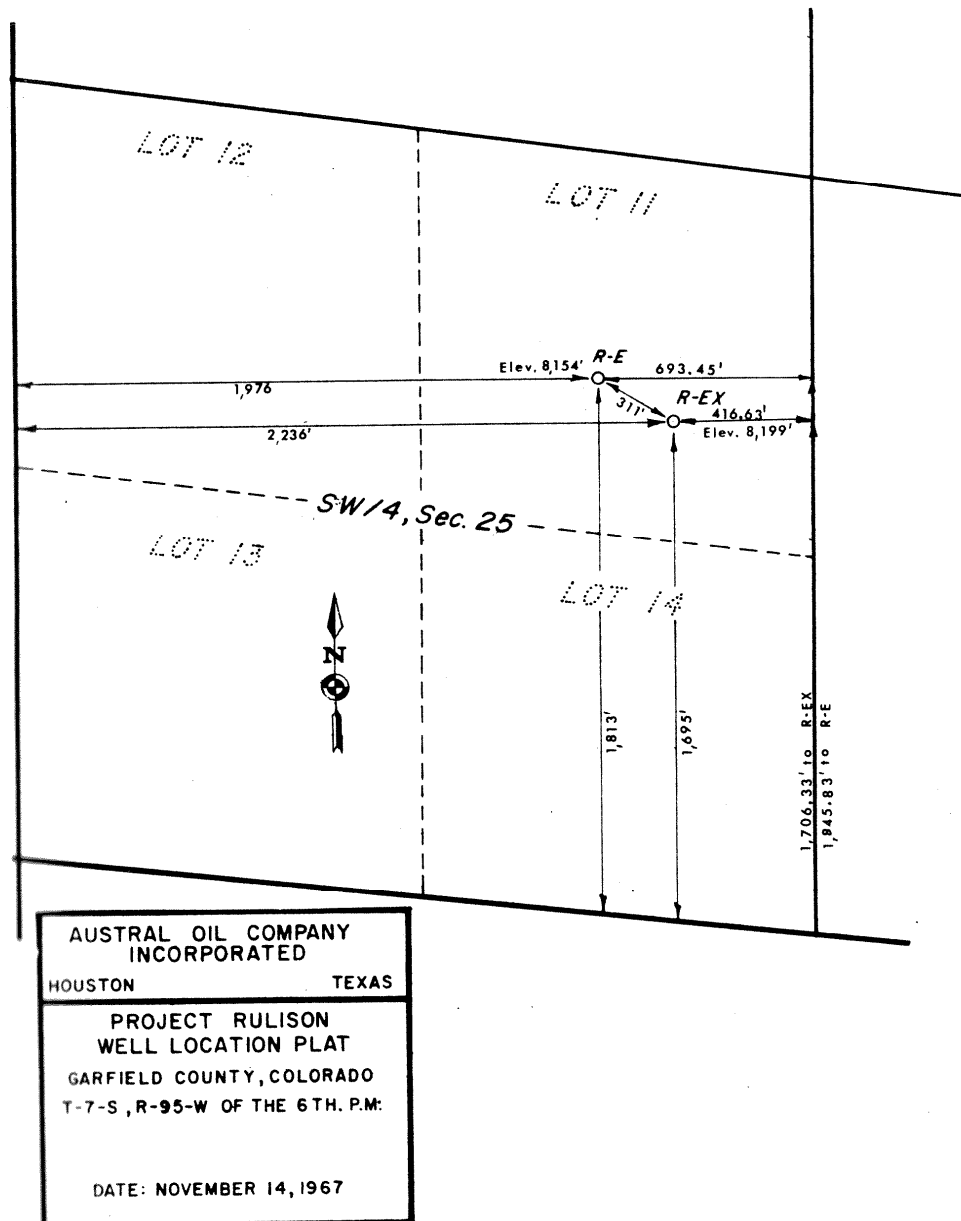 LOT 12
LOT 11
Elev. 8,154'
R-E
693.45'
1,976
311'
R-EX
416.63'
2,236'
Elev. 8,199'
SW/4, Sec. 25
LOT 13
LOT 14
N
1,813'
1,695'
1,706.33' to R-EX
1,845.83' to R-E
AUSTRAL OIL COMPANY
INCORPORATED
HOUSTON TEXAS
PROJECT RULISON
WELL LOCATION PLAT
GARFIELD COUNTY, COLORADO
T-7-S, R-95-W OF THE 6TH. P.M.
DATE: NOVEMBER 14, 1967